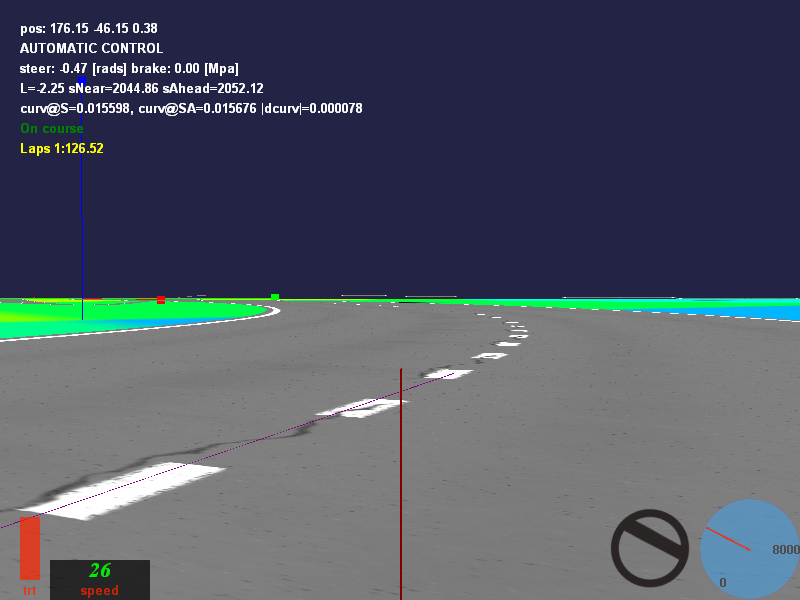 pos: 176.15 -46.15 0.38
AUTOMATIC CONTROL
steer: -0.47 [rads] brake: 0.00 [Mpa]
L=-2.25 sNear=2044.86 sAhead=2052.12
curv@S=0.015598, curv@SA=0.015676 |dcurv|=0.000078
On course
Laps 1:126.52
8000
26
0
trt speed